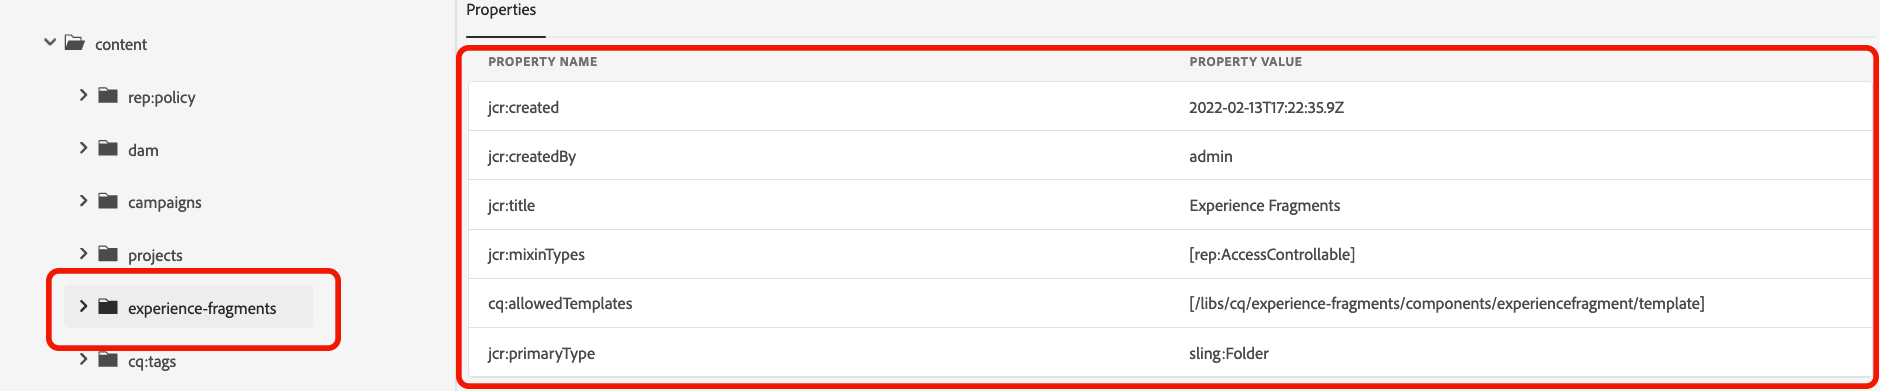 content
rep:policy
dam
campaigns
projects
experience-fragments
cq:tags
Properties
PROPERTY NAME PROPERTY VALUE
jcr:created 2022-02-13T17:22:35.9Z
jcr:createdBy admin
jcr:title Experience Fragments
jcr:mixinTypes [rep:AccessControllable]
cq:allowedTemplates [/libs/cq/experience-fragments/components/experiencefragment/template]
jcr:primaryType sling:Folder